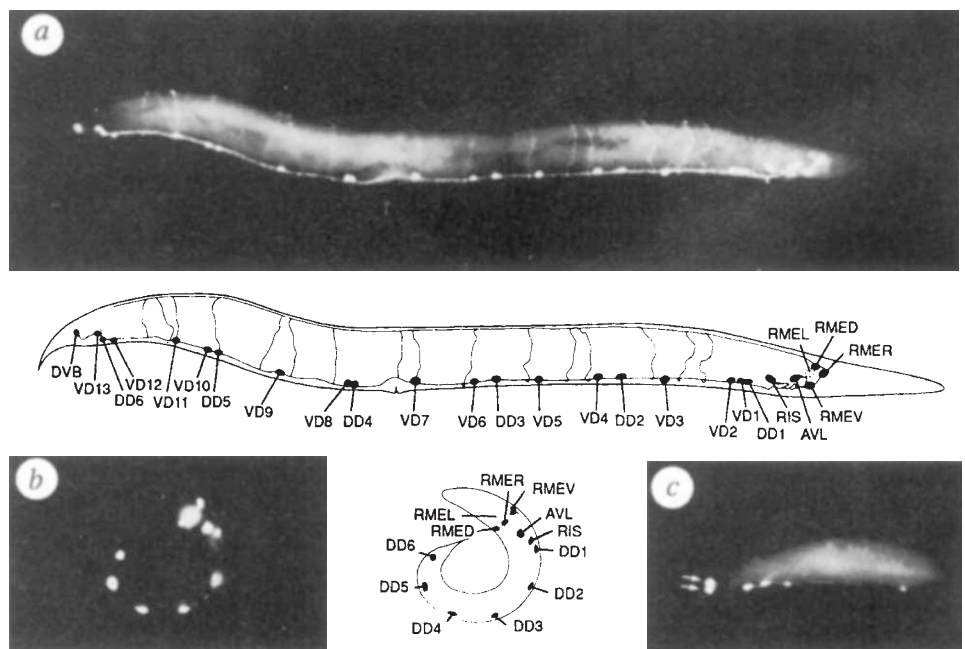 a
RMEL
RMED
RMER
DVB
VD13
DD6
VD12
VD11
VD10
DD5
VD9
VD8
DD4
VD7
VD6
DD3
VD5
VD4
DD2
VD3
VD2
VD1
DD1
RIS
AVL
RMEV
b
RMER
RMEV
RMEL
AVL
RMED
RIS
DD6
DD1
DD5
DD2
DD4
DD3
c